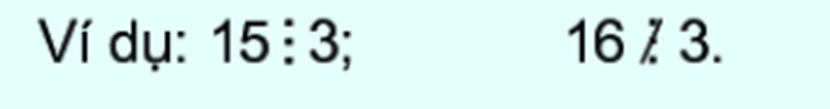 Ví dụ: 15 ⋮ 3; 16 ⋮̸ 3.